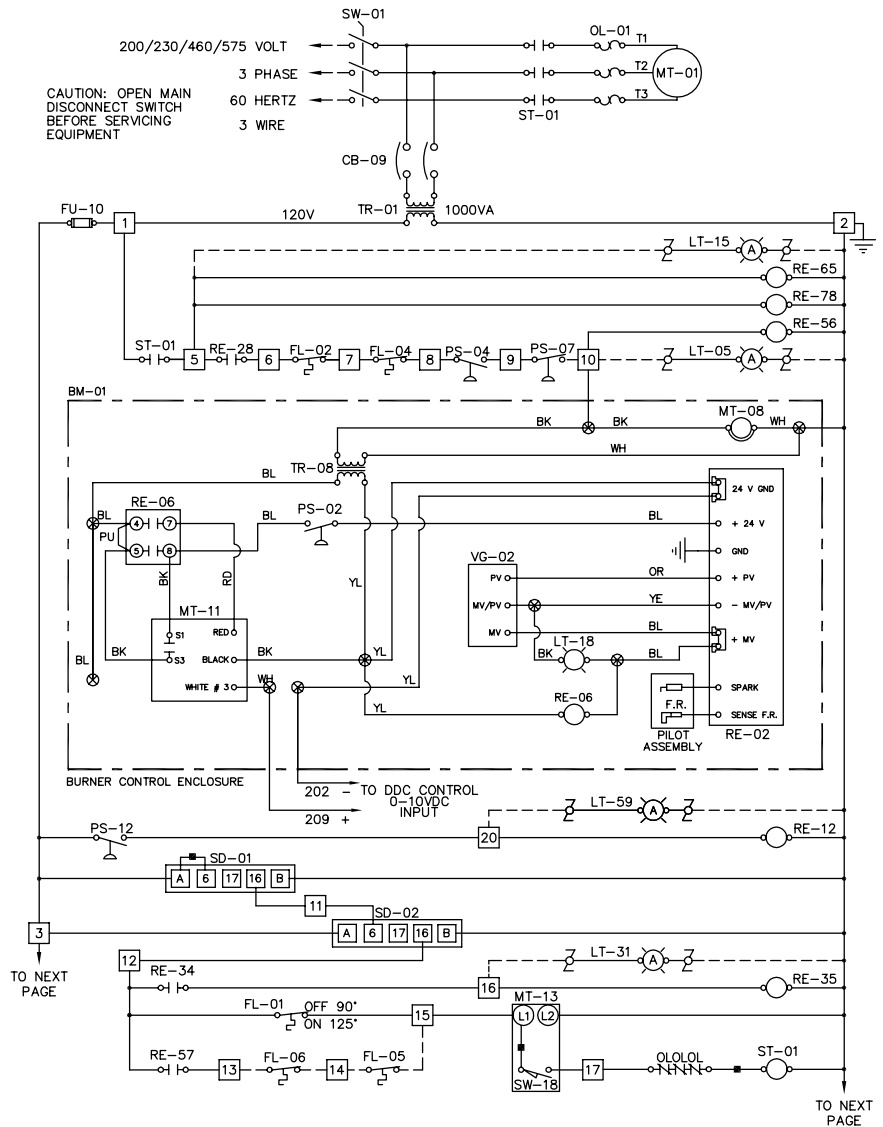 SW-01
OL-01
200/230/460/575 VOLT
T1
3 PHASE
T2
MT-01
CAUTION: OPEN MAIN
DISCONNECT SWITCH
BEFORE SERVICING
EQUIPMENT
60 HERTZ
T3
3 WIRE
ST-01
CB-09
FU-10
1
120V
TR-01
1000VA
2
LT-15
A
RE-65
RE-78
RE-56
ST-01
5
RE-28
6
FL-02
7
FL-04
8
PS-04
9
PS-07
10
LT-05
A
BM-01
MT-08
BK
BK
WH
WH
TR-08
BL
RE-06
PS-02
24 V GND
BL
4
7
BL
BL
+ 24 V
PU
5
8
VG-02
GND
BK
RD
YL
PV
OR
+ PV
MT-11
MV/PV
YE
- MV/PV
S1
RED
MV
BL
LT-18
+ MV
BL
BK
S3
BLACK
BK
YL
BK
BL
WHITE # 3
WH
YL
SPARK
F.R.
YL
RE-06
SENSE F.R.
PILOT
ASSEMBLY
RE-02
BURNER CONTROL ENCLOSURE
202 -
TO DDC CONTROL
0-10VDC
INPUT
209 +
LT-59
A
PS-12
20
RE-12
SD-01
A
6
17
16
B
11
SD-02
3
A
6
17
16
B
TO NEXT
PAGE
12
LT-31
A
RE-34
16
RE-35
MT-13
FL-01
OFF 90°
ON 125°
15
L1
L2
RE-57
13
FL-06
14
FL-05
SW-18
17
OLOLOL
ST-01
TO NEXT
PAGE